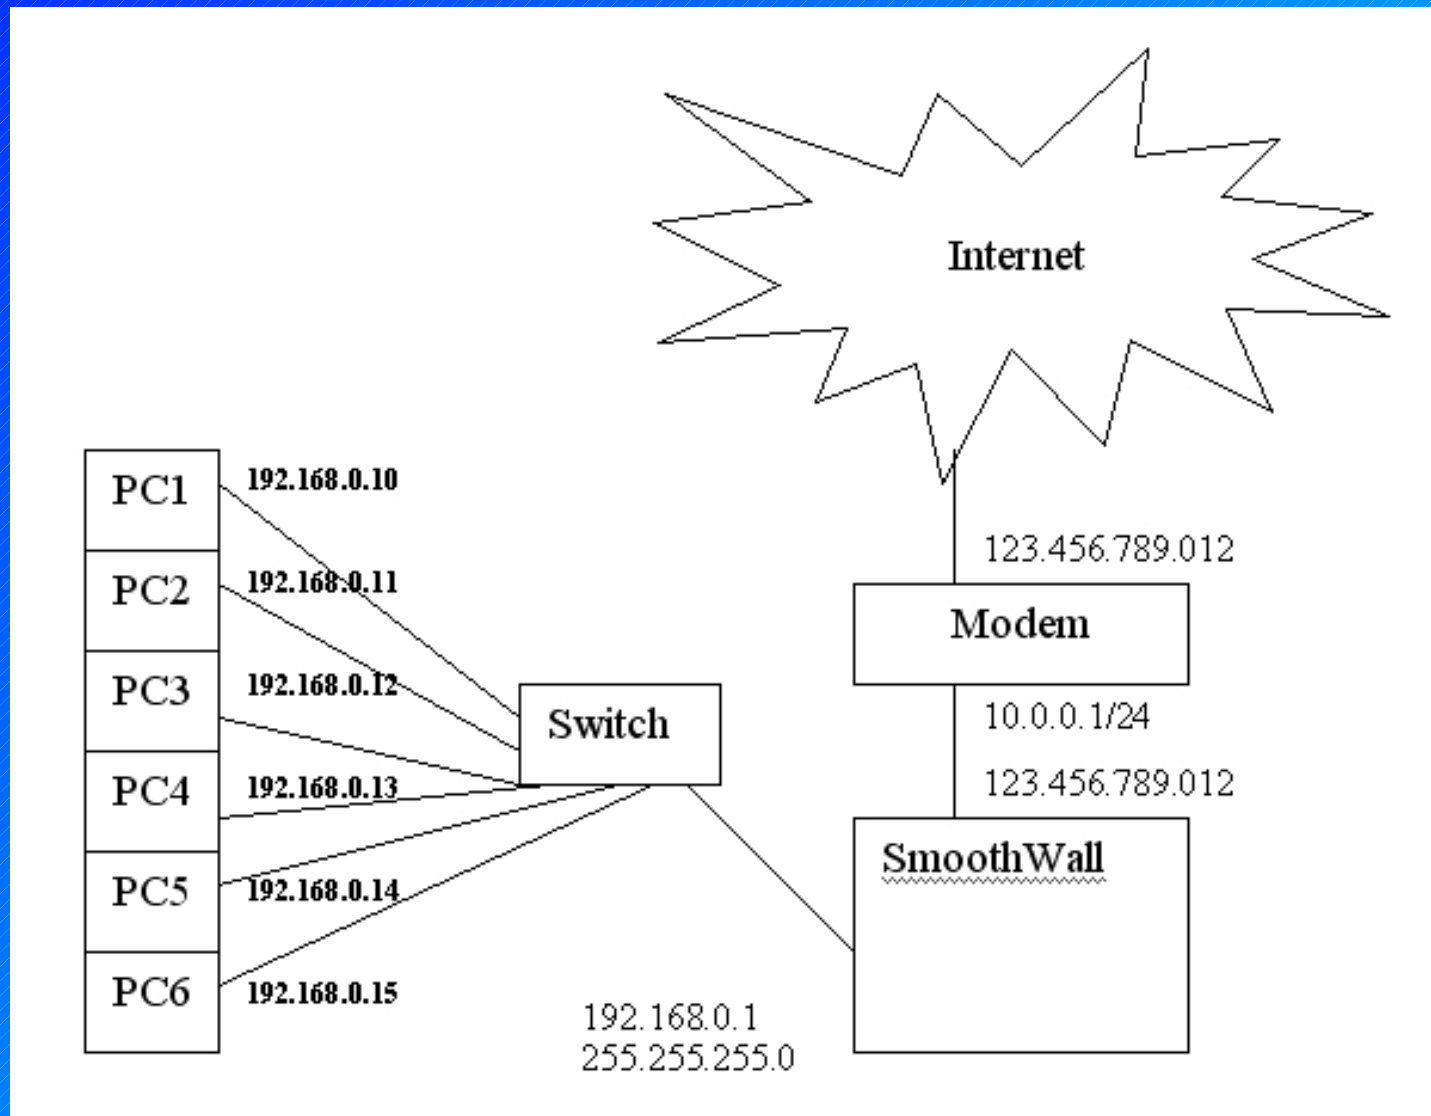 Internet
PC1
192.168.0.10
PC2
192.168.0.11
PC3
192.168.0.12
PC4
192.168.0.13
PC5
192.168.0.14
PC6
192.168.0.15
Switch
123.456.789.012
Modem
10.0.0.1/24
123.456.789.012
SmoothWall
192.168.0.1
255.255.255.0